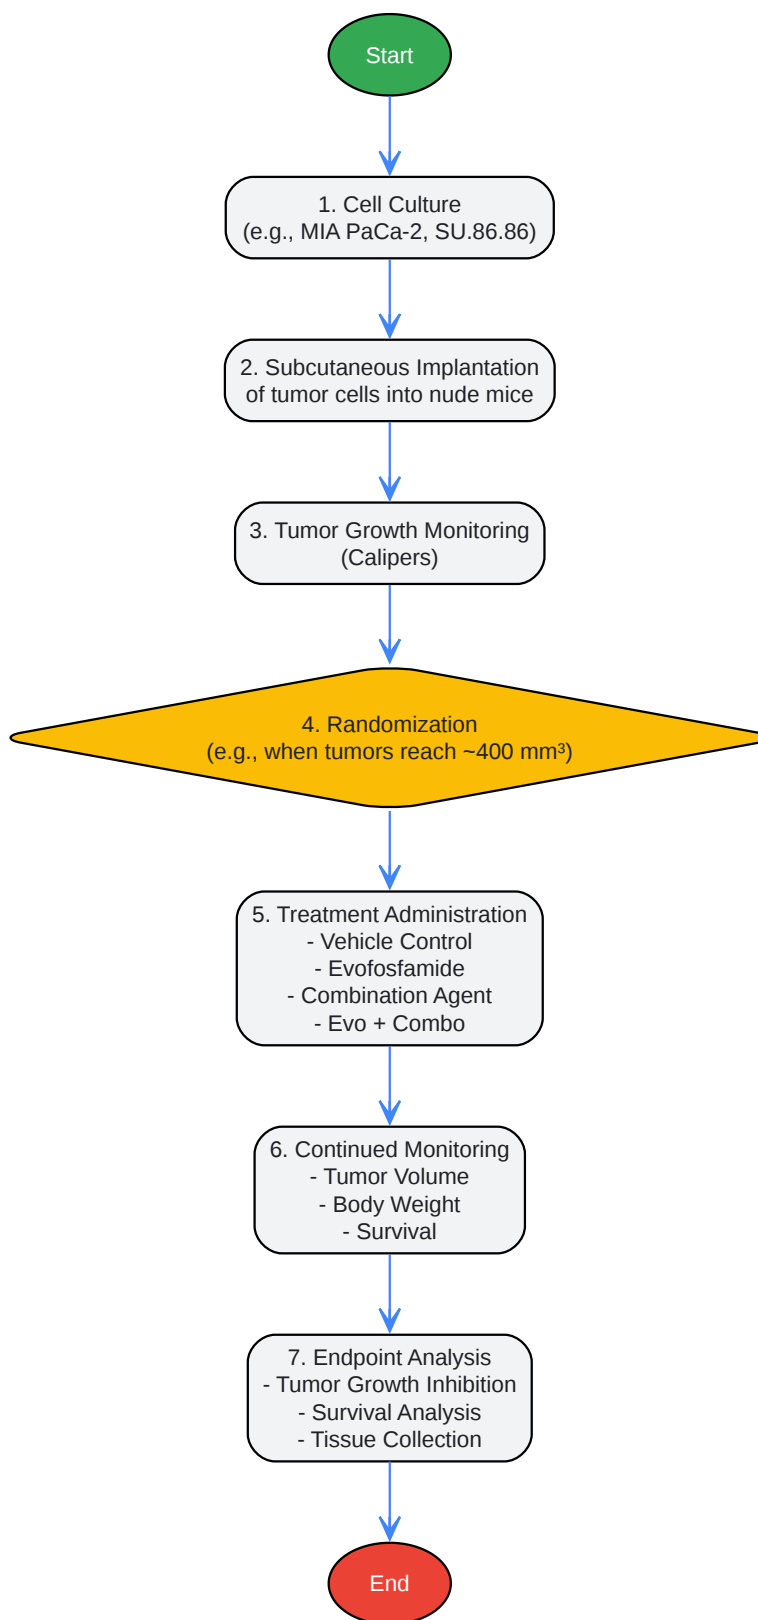 Start
1. Cell Culture
(e.g., MIA PaCa-2, SU.86.86)
2. Subcutaneous Implantation
of tumor cells into nude mice
3. Tumor Growth Monitoring
(Calipers)
4. Randomization
(e.g., when tumors reach ~400 mm³)
5. Treatment Administration
- Vehicle Control
- Evofosfamide
- Combination Agent
- Evo + Combo
6. Continued Monitoring
- Tumor Volume
- Body Weight
- Survival
7. Endpoint Analysis
- Tumor Growth Inhibition
- Survival Analysis
- Tissue Collection
End